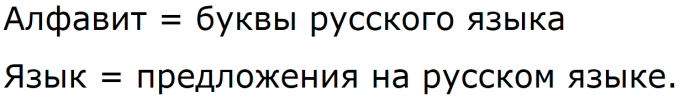 Алфавит = буквы русского языка
Язык = предложения на русском языке.